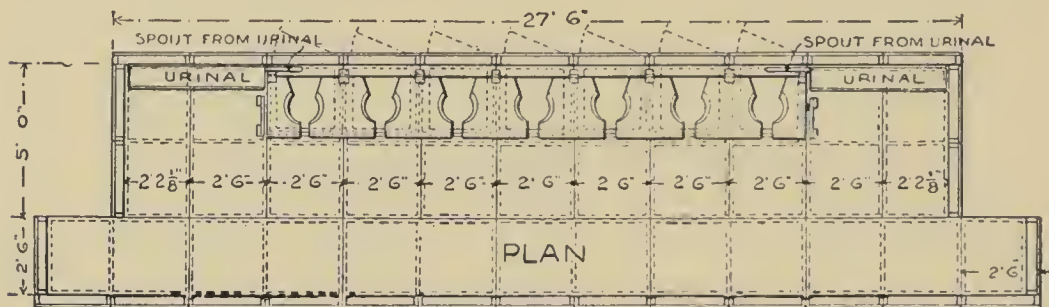 27' 6"
SPOUT FROM URINAL
SPOUT FROM URINAL
URINAL
URINAL
5' 0"
2' 2 1/8" 2' 6" 2' 6" 2' 6" 2' 6" 2' 6" 2' 6" 2' 6" 2' 6" 2' 6" 2' 2 1/8"
2' 6"
PLAN
2' 6"